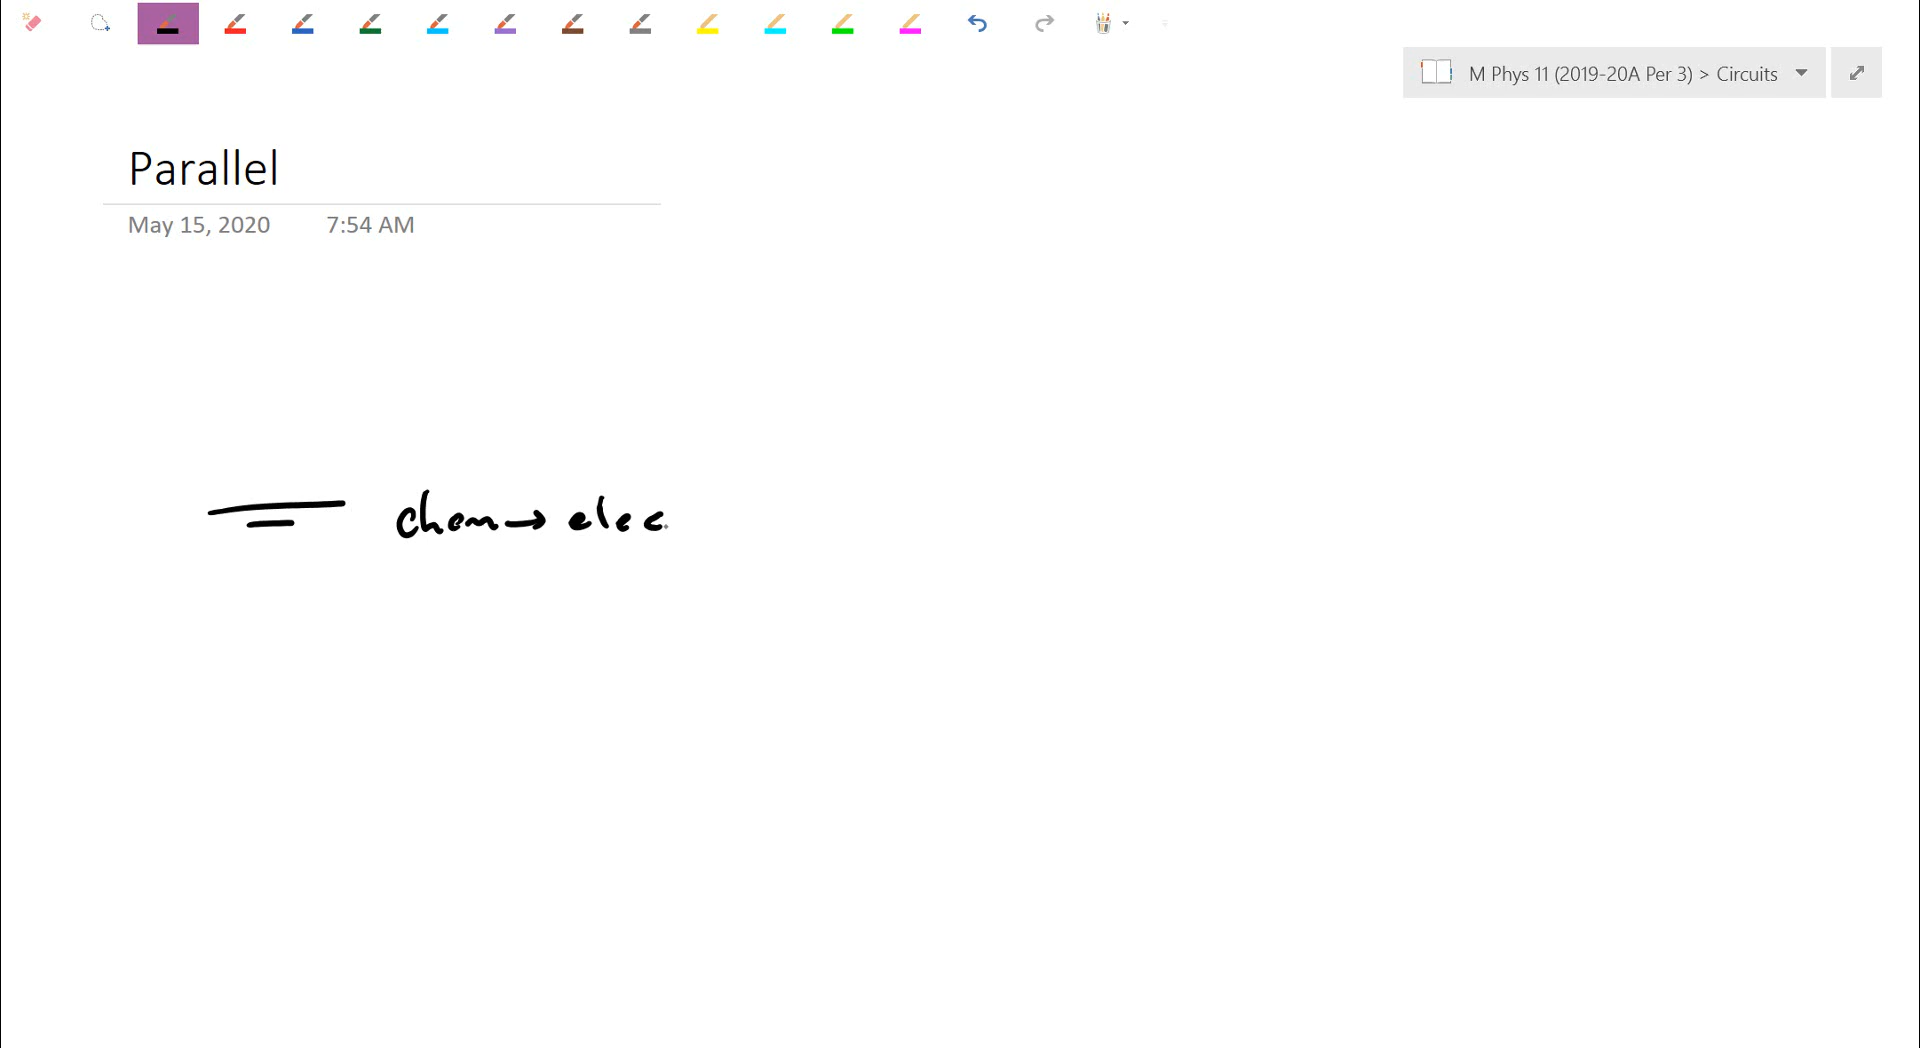 M Phys 11 (2019-20A Per 3) > Circuits
Parallel
May 15, 2020 7:54 AM
chem → elec